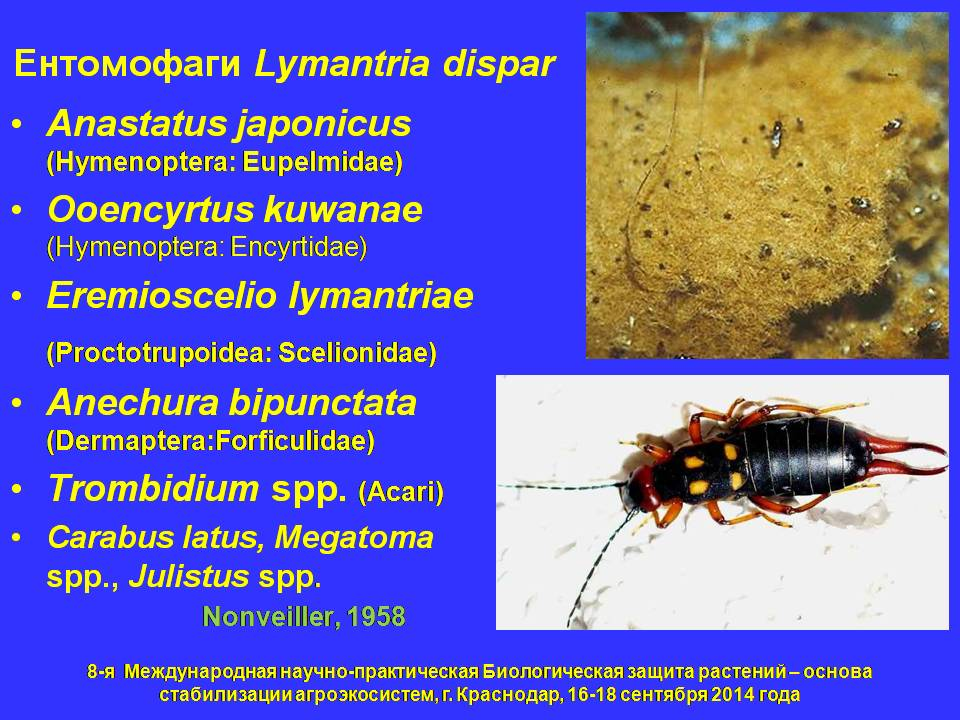 Ентомофаги Lymantria dispar
• Anastatus japonicus
(Hymenoptera: Eupelmidae)
• Ooencyrtus kuwanae
(Hymenoptera: Encyrtidae)
• Eremioscelio lymantriae
(Proctotrupoidea: Scelionidae)
• Anechura bipunctata
(Dermaptera:Forficulidae)
• Trombidium spp. (Acari)
• Carabus latus, Megatoma
spp., Julistus spp.
Nonveiller, 1958
8-я Международная научно-практическая Биологическая защита растений – основа
стабилизации агроэкосистем, г. Краснодар, 16-18 сентября 2014 года